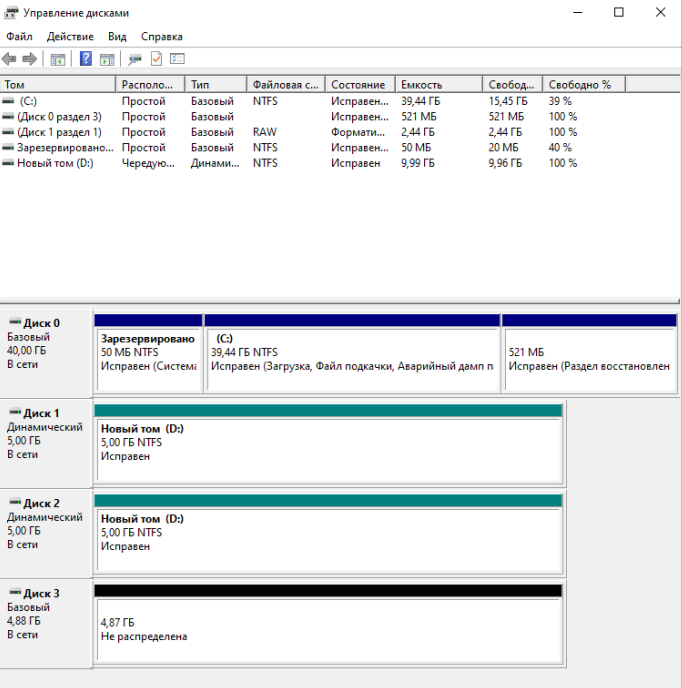 Управление дисками
Файл Действие Вид Справка
Том Располо... Тип Файловая с... Состояние Емкость Свобод... Свободно %
(C:) Простой Базовый NTFS Исправен... 39,44 ГБ 15,45 ГБ 39 %
(Диск 0 раздел 3) Простой Базовый Исправен... 521 МБ 521 МБ 100 %
(Диск 1 раздел 1) Простой Базовый RAW Формати... 2,44 ГБ 2,44 ГБ 100 %
Зарезервировано... Простой Базовый NTFS Исправен... 50 МБ 20 МБ 40 %
Новый том (D:) Чередую... Динами... NTFS Исправен 9,99 ГБ 9,96 ГБ 100 %
Диск 0
Базовый
40,00 ГБ
В сети
Зарезервировано
50 МБ NTFS
Исправен (Система
(C:)
39,44 ГБ NTFS
Исправен (Загрузка, Файл подкачки, Аварийный дамп п
521 МБ
Исправен (Раздел восстановлен
Диск 1
Динамический
5,00 ГБ
В сети
Новый том (D:)
5,00 ГБ NTFS
Исправен
Диск 2
Динамический
5,00 ГБ
В сети
Новый том (D:)
5,00 ГБ NTFS
Исправен
Диск 3
Базовый
4,88 ГБ
В сети
4,87 ГБ
Не распределена